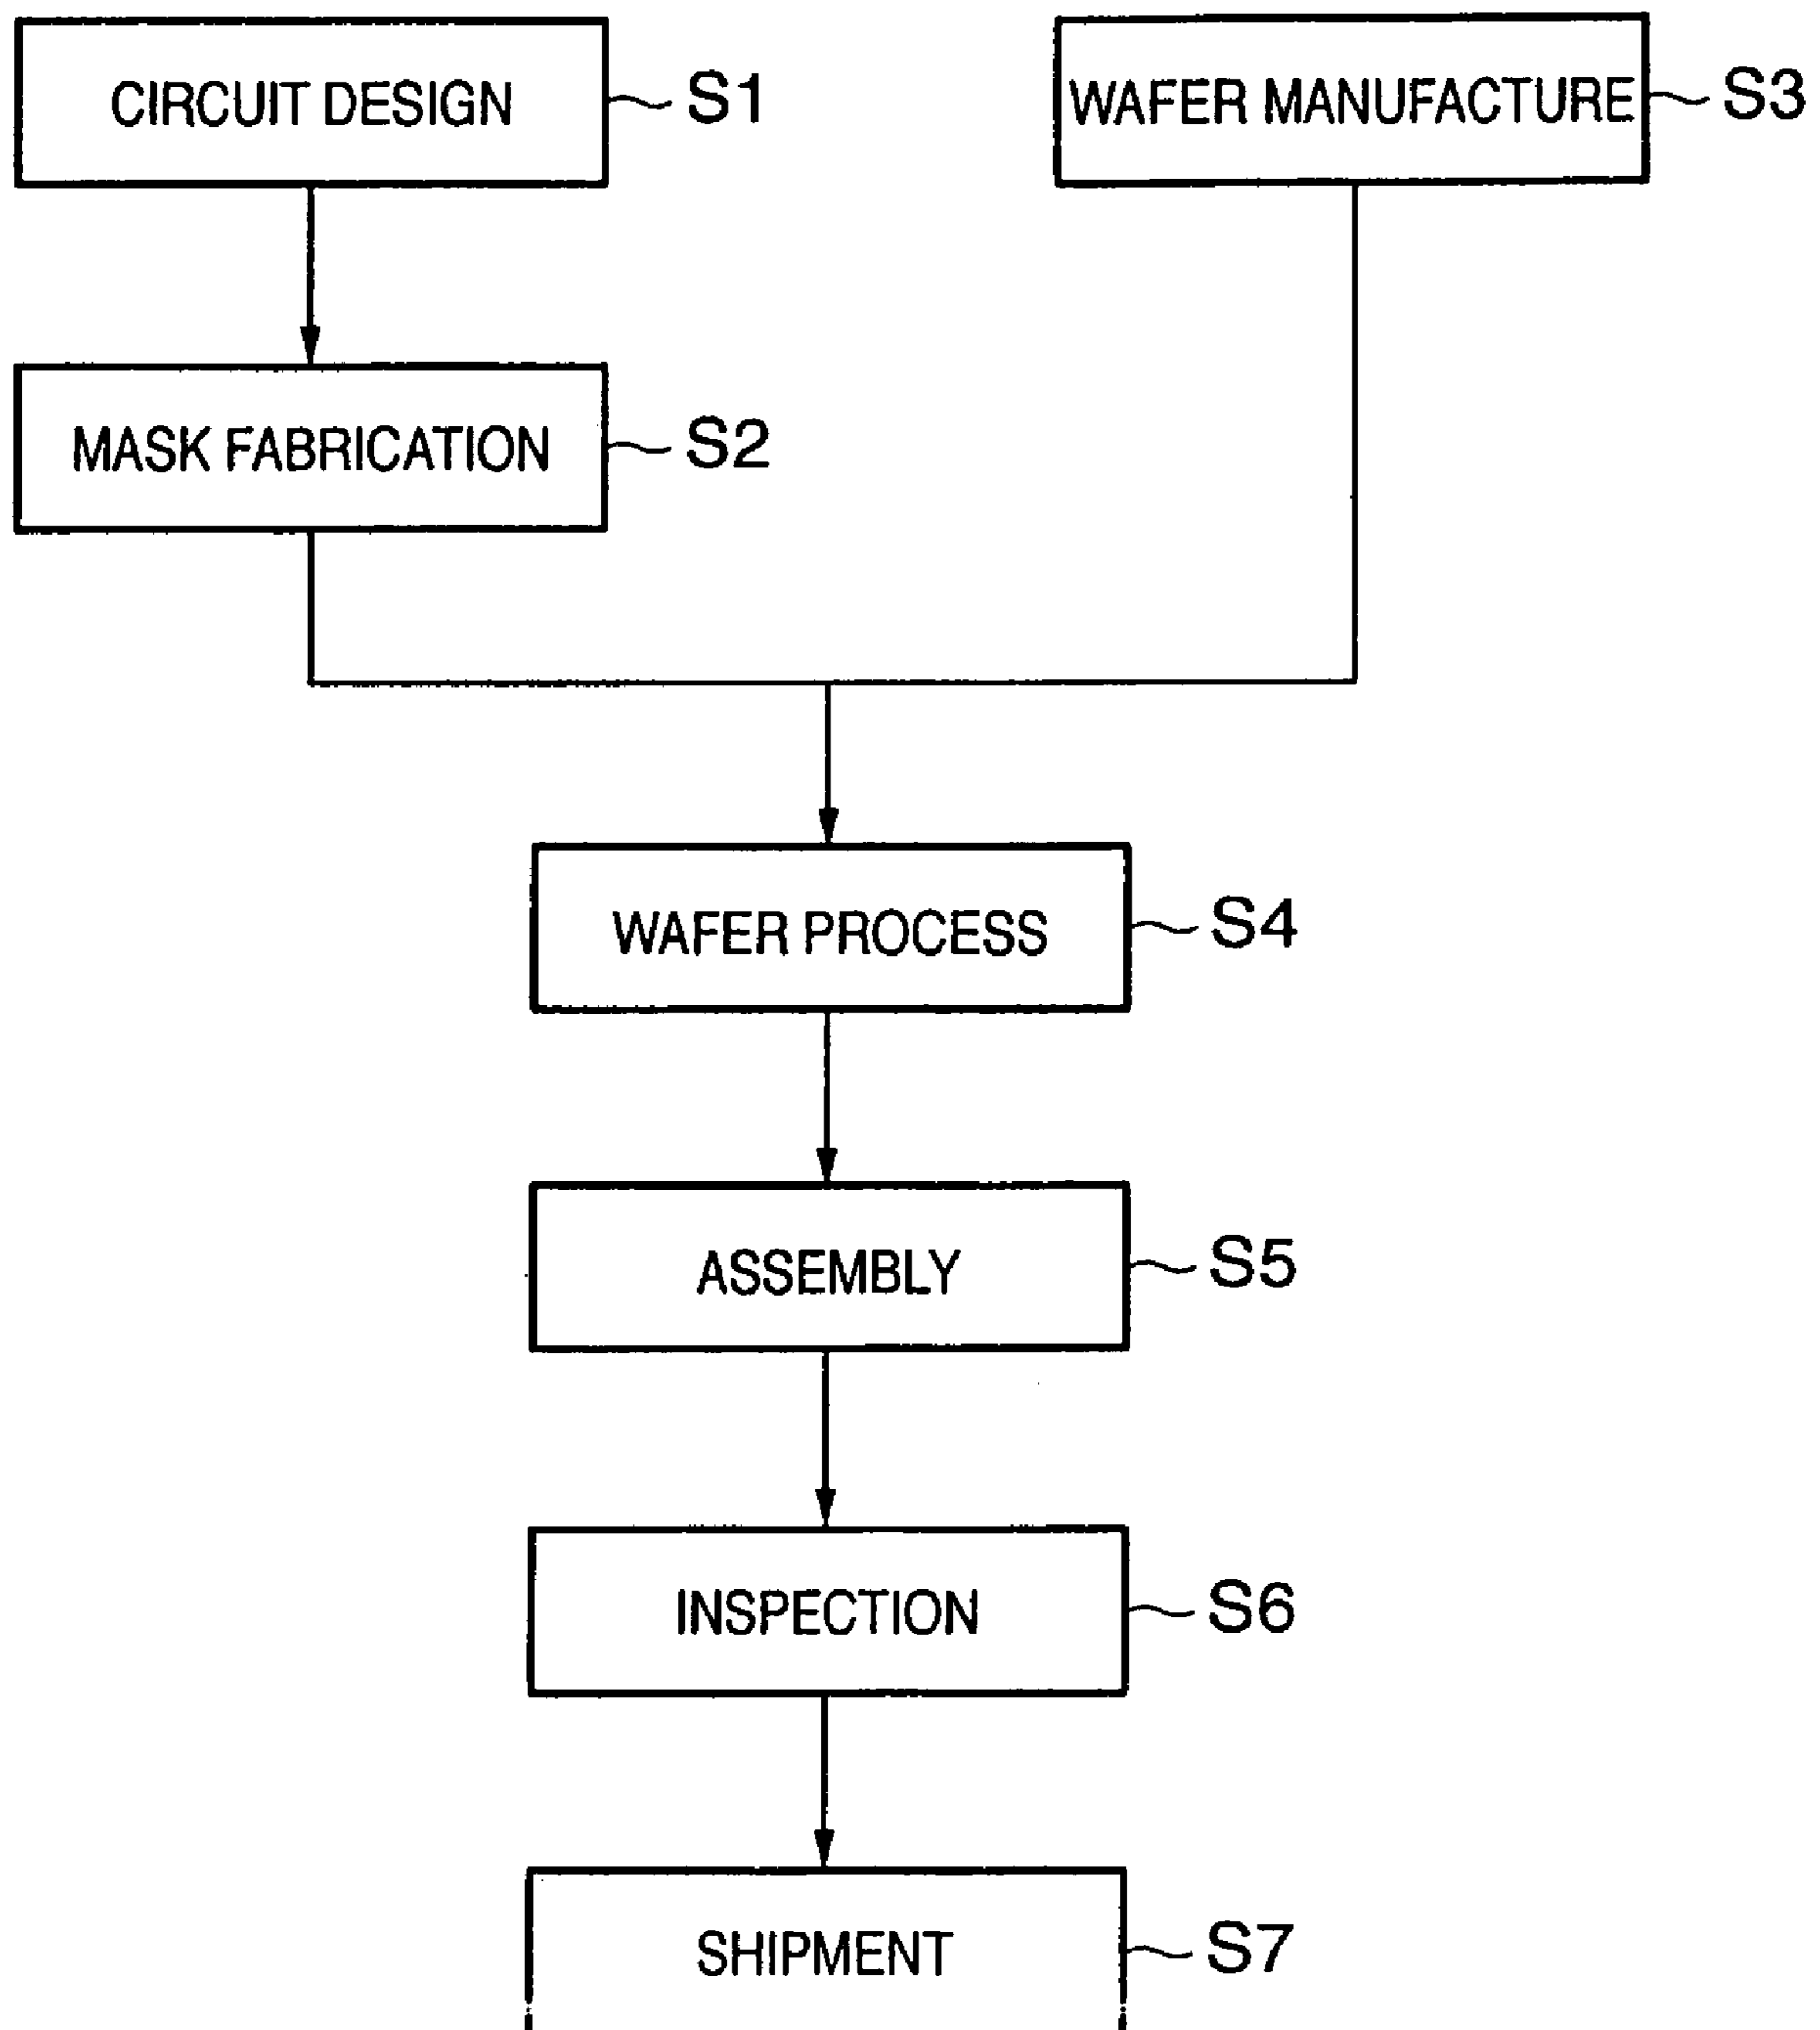 CIRCUIT DESIGN S1
WAFER MANUFACTURE S3
MASK FABRICATION S2
WAFER PROCESS S4
ASSEMBLY S5
INSPECTION S6
SHIPMENT S7